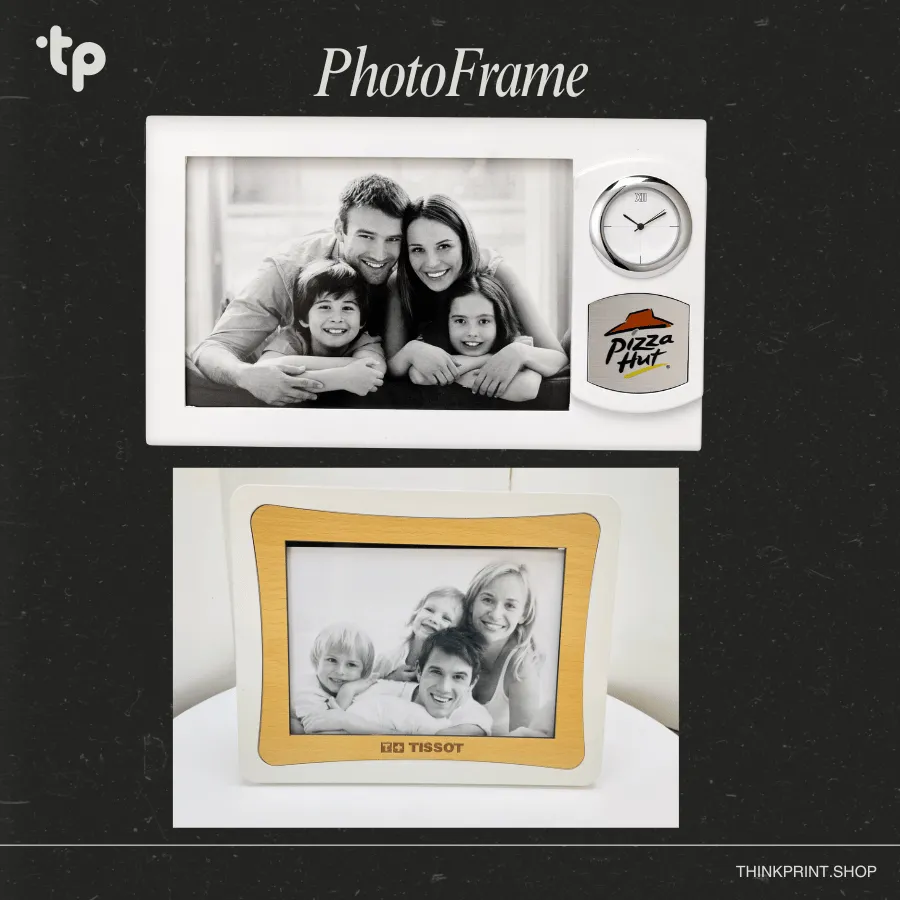 tp
PhotoFrame
XII
Pizza
Hut
®
T+ TISSOT
THINKPRINT.SHOP